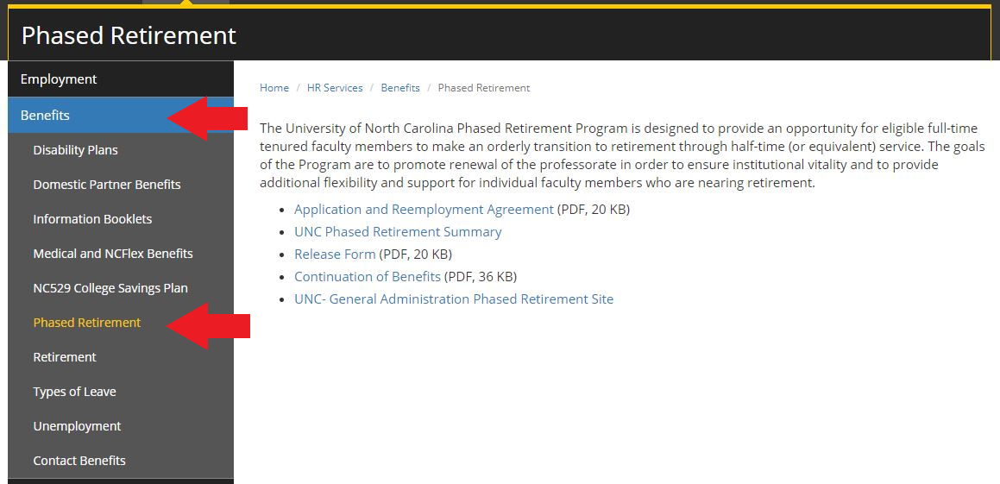 Phased Retirement
Employment
Benefits
Disability Plans
Domestic Partner Benefits
Information Booklets
Medical and NCFlex Benefits
NC529 College Savings Plan
Phased Retirement
Retirement
Types of Leave
Unemployment
Contact Benefits
Home / HR Services / Benefits / Phased Retirement
The University of North Carolina Phased Retirement Program is designed to provide an opportunity for eligible full-time
tenured faculty members to make an orderly transition to retirement through half-time (or equivalent) service. The goals
of the Program are to promote renewal of the professorate in order to ensure institutional vitality and to provide
additional flexibility and support for individual faculty members who are nearing retirement.
• Application and Reemployment Agreement (PDF, 20 KB)
• UNC Phased Retirement Summary
• Release Form (PDF, 20 KB)
• Continuation of Benefits (PDF, 36 KB)
• UNC- General Administration Phased Retirement Site